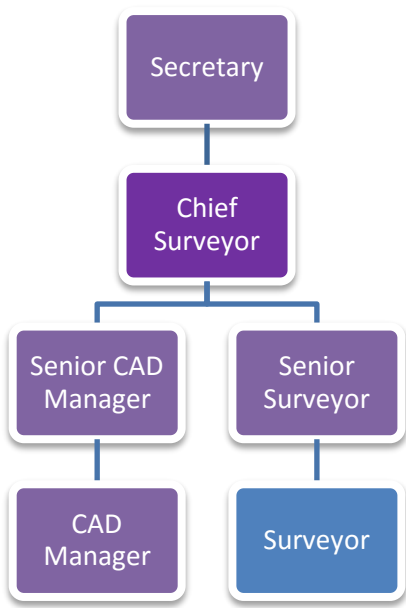 Secretary
Chief
Surveyor
Senior CAD
Manager
Senior
Surveyor
CAD
Manager
Surveyor